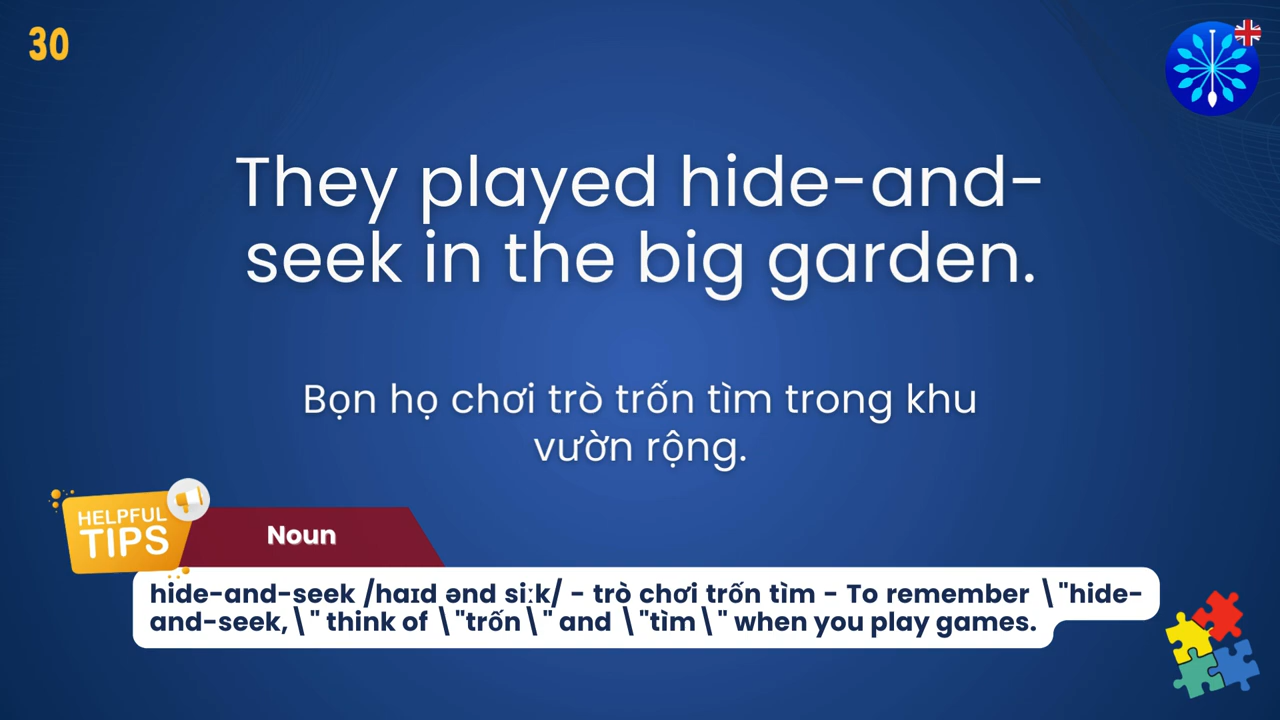 30
They played hide-and-
seek in the big garden.
Bọn họ chơi trò trốn tìm trong khu
vườn rộng.
HELPFUL
TIPS
Noun
hide-and-seek /haɪd ənd siːk/ - trò chơi trốn tìm - To remember \"hide-
and-seek,\" think of \"trốn\" and \"tìm\" when you play games.